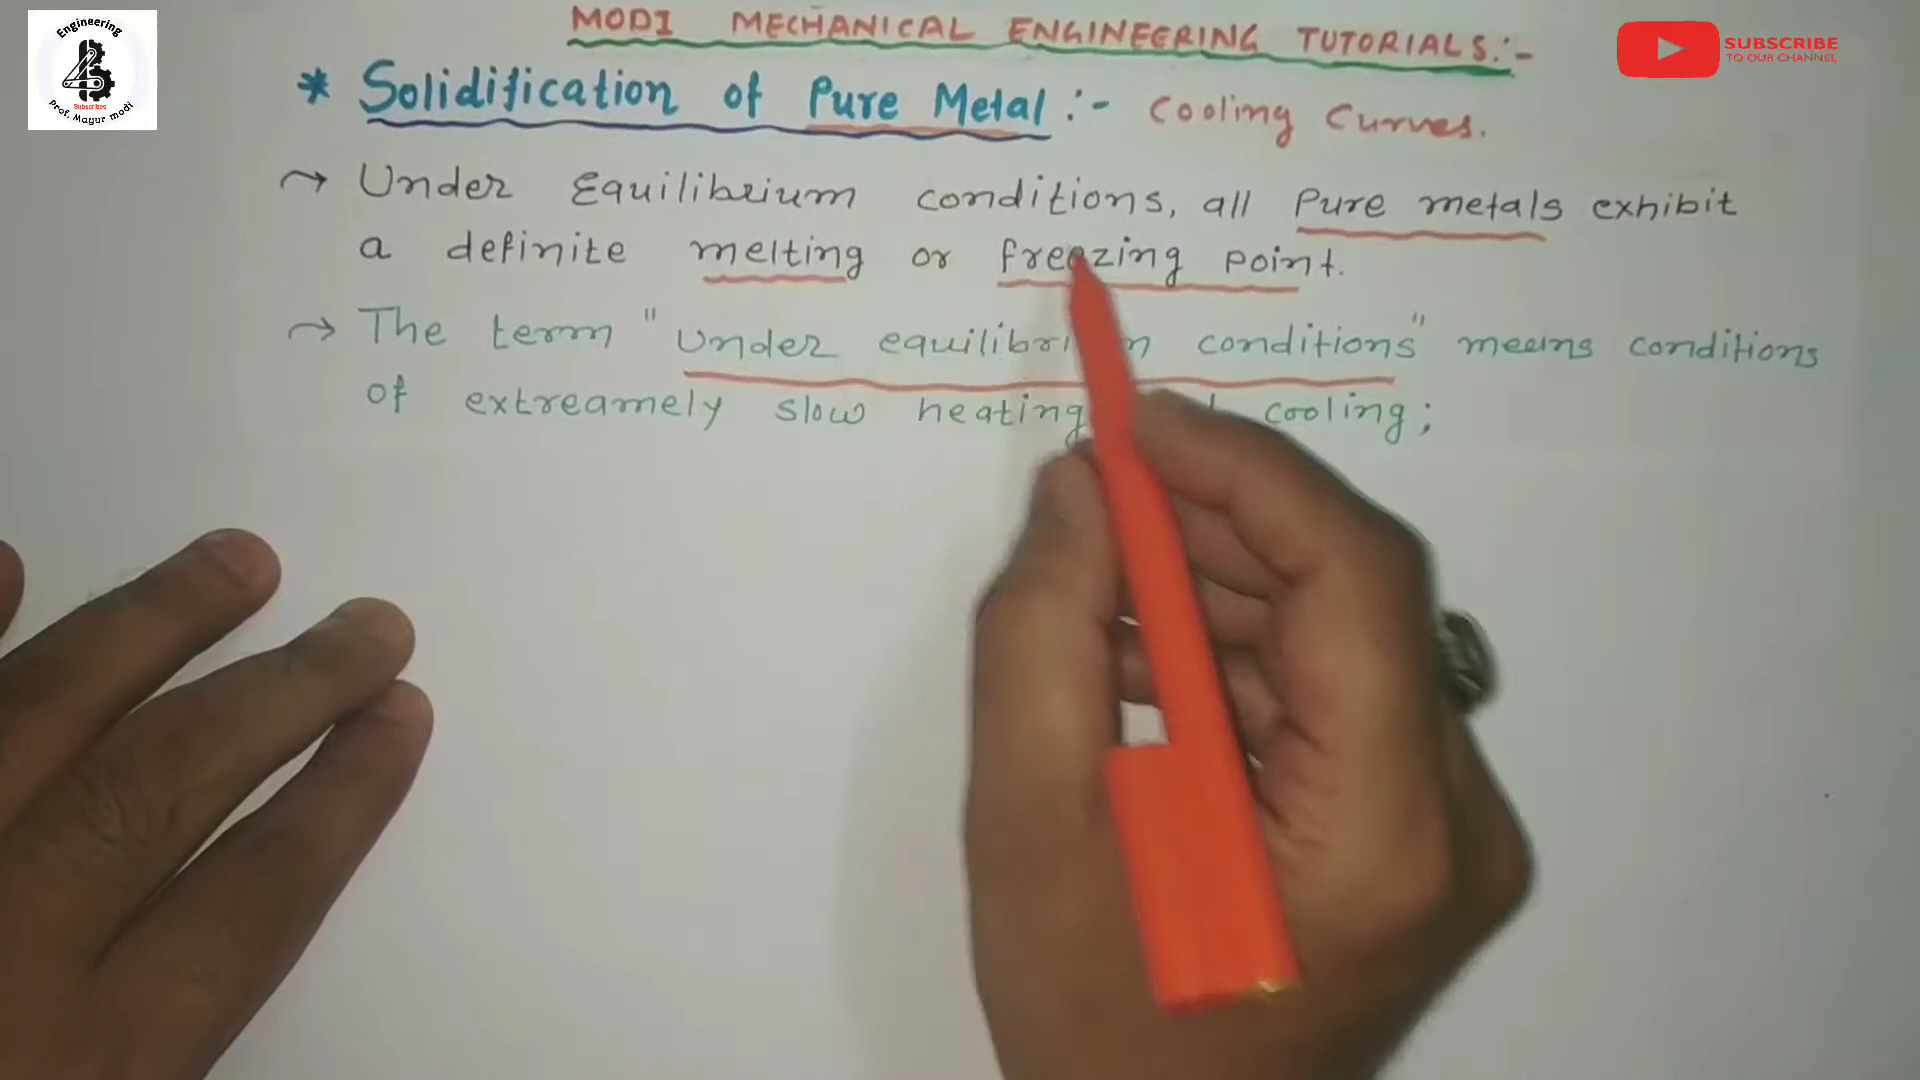 Engineering
4
Subscribe
Prof. Mayur modi
MODI MECHANICAL ENGINEERING TUTORIALS:-
SUBSCRIBE
TO OUR CHANNEL
* Solidification of Pure Metal :- Cooling Curves.
→ Under Equilibrium conditions, all Pure metals exhibit
a definite melting or freezing point.
→ The term "Under equilibri n conditions" means conditions
of extreamely slow heating cooling;